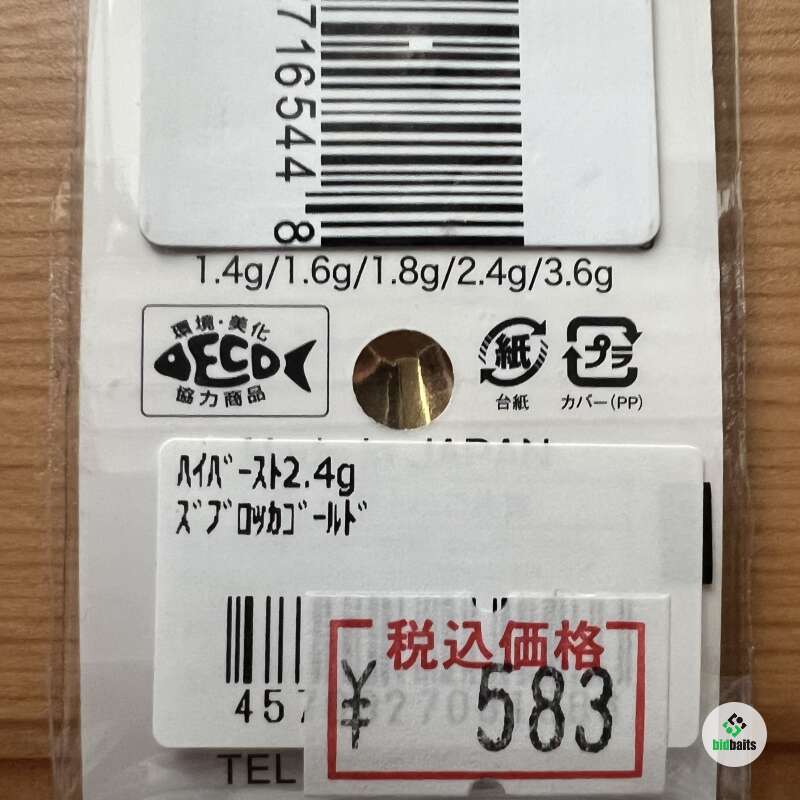 716544 8
1.4g/1.6g/1.8g/2.4g/3.6g
環境・美化
ECO
協力商品
紙
台紙
プラ
カバー(PP)
JAPAN
ﾊｲﾊﾞｰｽﾄ2.4g
ｽﾞﾌﾞﾛｯｶｺﾞｰﾙﾄﾞ
税込価格
¥ 583
457
TEL
bidbaits